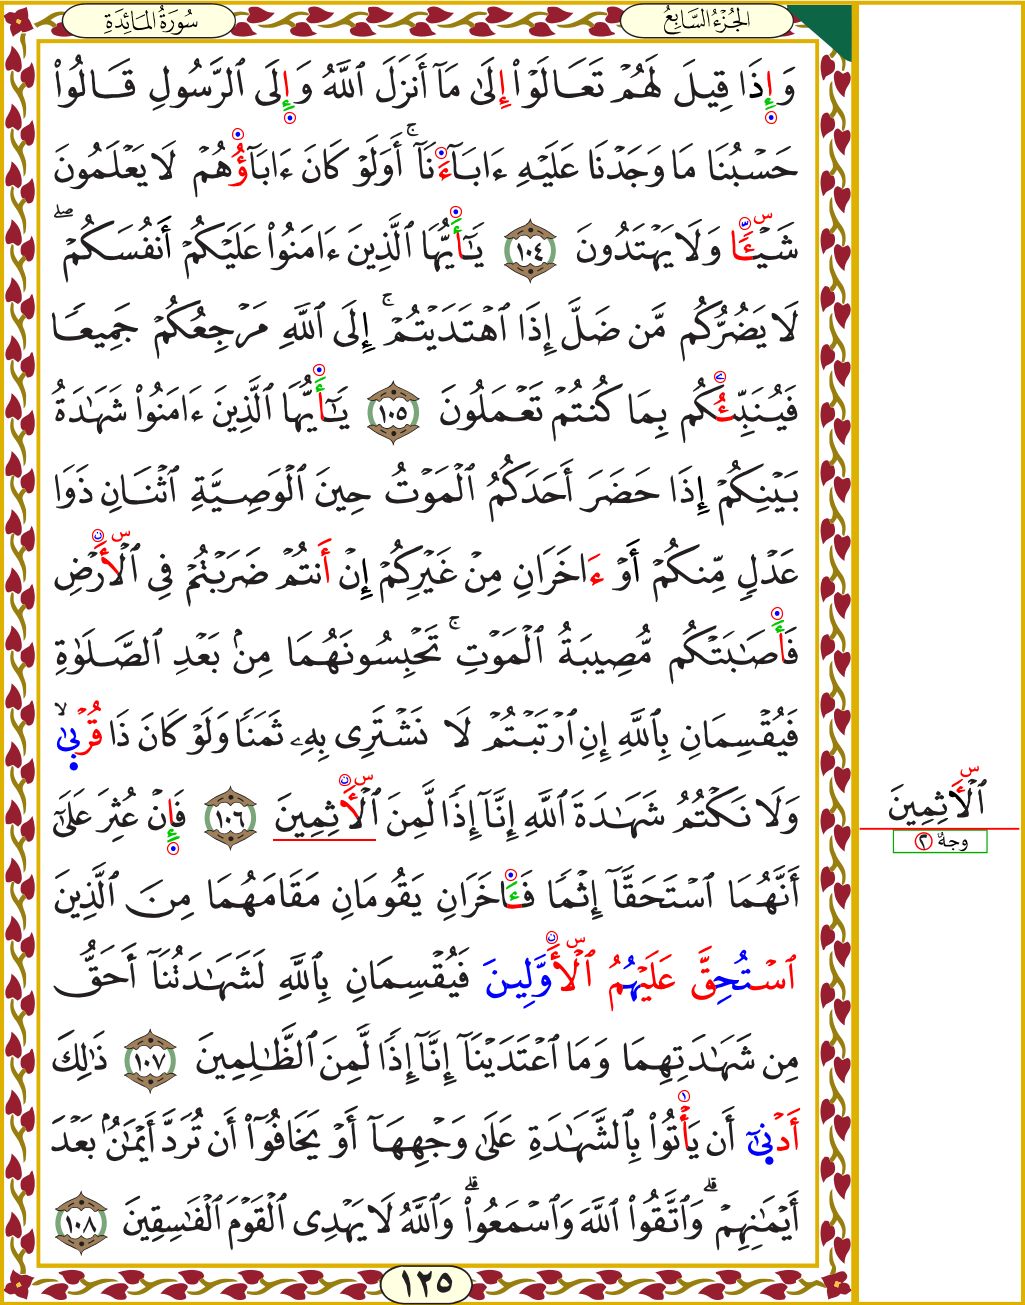 الجُزْءُ السَّابِعُ
سُورَةُ المَائِدَةِ
وَإِذَا قِيلَ لَهُمْ تَعَالَوْا۟ إِلَىٰ مَآ أَنزَلَ ٱللَّهُ وَإِلَى ٱلرَّسُولِ قَالُوا۟
حَسْبُنَا مَا وَجَدْنَا عَلَيْهِ ءَابَآءَنَآ ۚ أَوَلَوْ كَانَ ءَابَآؤُهُمْ لَا يَعْلَمُونَ
شَيْـًٔا وَلَا يَهْتَدُونَ ١٠٤ يَـٰٓأَيُّهَا ٱلَّذِينَ ءَامَنُوا۟ عَلَيْكُمْ أَنفُسَكُمْ ۖ
لَا يَضُرُّكُم مَّن ضَلَّ إِذَا ٱهْتَدَيْتُمْ ۚ إِلَى ٱللَّهِ مَرْجِعُكُمْ جَمِيعًا
فَيُنَبِّئُكُم بِمَا كُنتُمْ تَعْمَلُونَ ١٠٥ يَـٰٓأَيُّهَا ٱلَّذِينَ ءَامَنُوا۟ شَهَـٰدَةُ
بَيْنِكُمْ إِذَا حَضَرَ أَحَدَكُمُ ٱلْمَوْتُ حِينَ ٱلْوَصِيَّةِ ٱثْنَانِ ذَوَا
عَدْلٍ مِّنكُمْ أَوْ ءَاخَرَانِ مِنْ غَيْرِكُمْ إِنْ أَنتُمْ ضَرَبْتُمْ فِى ٱلْأَرْضِ
فَأَصَـٰبَتْكُم مُّصِيبَةُ ٱلْمَوْتِ ۚ تَحْبِسُونَهُمَا مِنۢ بَعْدِ ٱلصَّلَوٰةِ
فَيُقْسِمَانِ بِٱللَّهِ إِنِ ٱرْتَبْتُمْ لَا نَشْتَرِى بِهِۦ ثَمَنًا وَلَوْ كَانَ ذَا قُرْبَىٰ ۙ
وَلَا نَكْتُمُ شَهَـٰدَةَ ٱللَّهِ إِنَّآ إِذًا لَّمِنَ ٱلْـَٔاثِمِينَ ١٠٦ فَإِنْ عُثِرَ عَلَىٰٓ
أَنَّهُمَا ٱسْتَحَقَّآ إِثْمًا فَـَٔاخَرَانِ يَقُومَانِ مَقَامَهُمَا مِنَ ٱلَّذِينَ
ٱسْتُحِقَّ عَلَيْهُمُ ٱلْأَوَّلِينَ فَيُقْسِمَانِ بِٱللَّهِ لَشَهَـٰدَتُنَآ أَحَقُّ
مِن شَهَـٰدَتِهِمَا وَمَا ٱعْتَدَيْنَآ إِنَّآ إِذًا لَّمِنَ ٱلظَّـٰلِمِينَ ١٠٧ ذَٰلِكَ
أَدْنَىٰٓ أَن يَأْتُوا۟ بِٱلشَّهَـٰدَةِ عَلَىٰ وَجْهِهَآ أَوْ يَخَافُوٓا۟ أَن تُرَدَّ أَيْمَـٰنٌۢ بَعْدَ
أَيْمَـٰنِهِمْ ۗ وَٱتَّقُوا۟ ٱللَّهَ وَٱسْمَعُوا۟ ۗ وَٱللَّهُ لَا يَهْدِى ٱلْقَوْمَ ٱلْفَـٰسِقِينَ ١٠٨
ٱلْـَٔاثِمِينَ
وجهٌ ٢
١٢٥